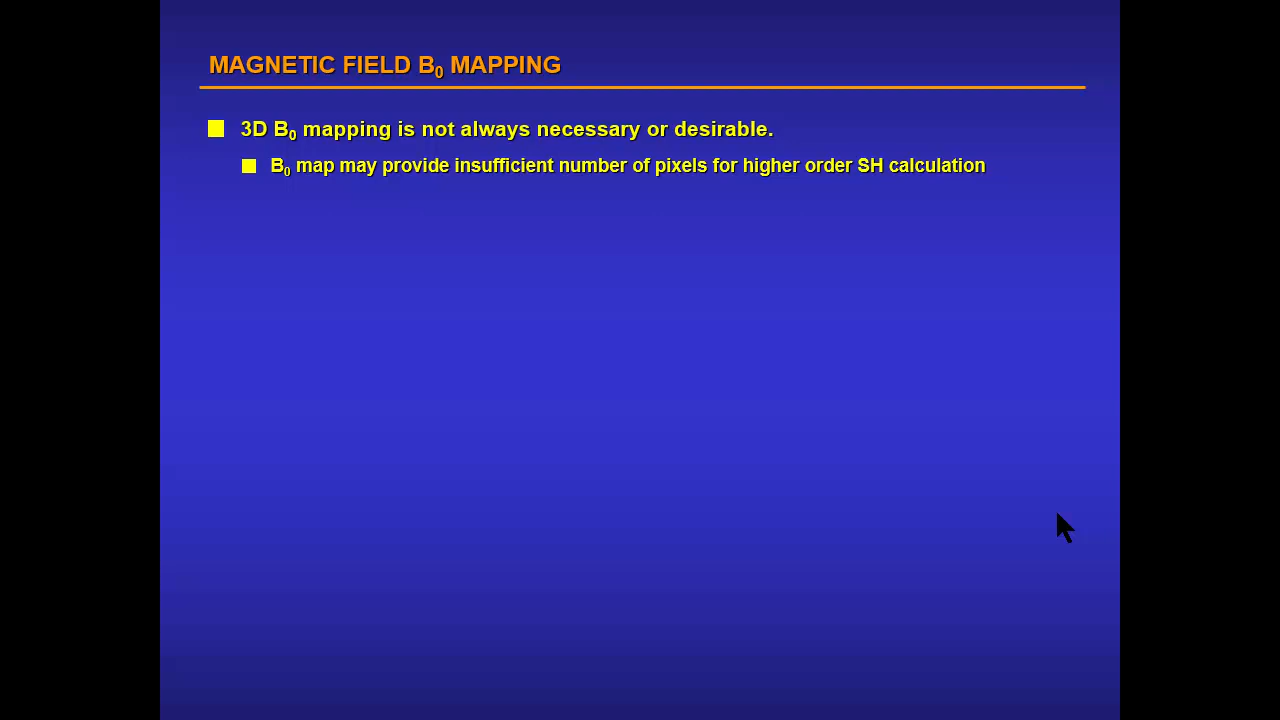 MAGNETIC FIELD B₀ MAPPING
3D B₀ mapping is not always necessary or desirable.
B₀ map may provide insufficient number of pixels for higher order SH calculation